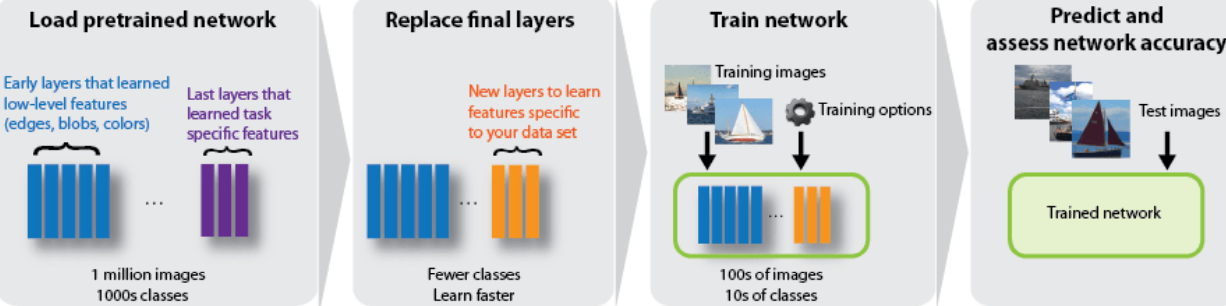 Load pretrained network
Early layers that learned
low-level features
(edges, blobs, colors)
Last layers that
learned task
specific features
...
1 million images
1000s classes
Replace final layers
New layers to learn
features specific
to your data set
...
Fewer classes
Learn faster
Train network
Training images
Training options
...
100s of images
10s of classes
Predict and
assess network accuracy
Test images
Trained network